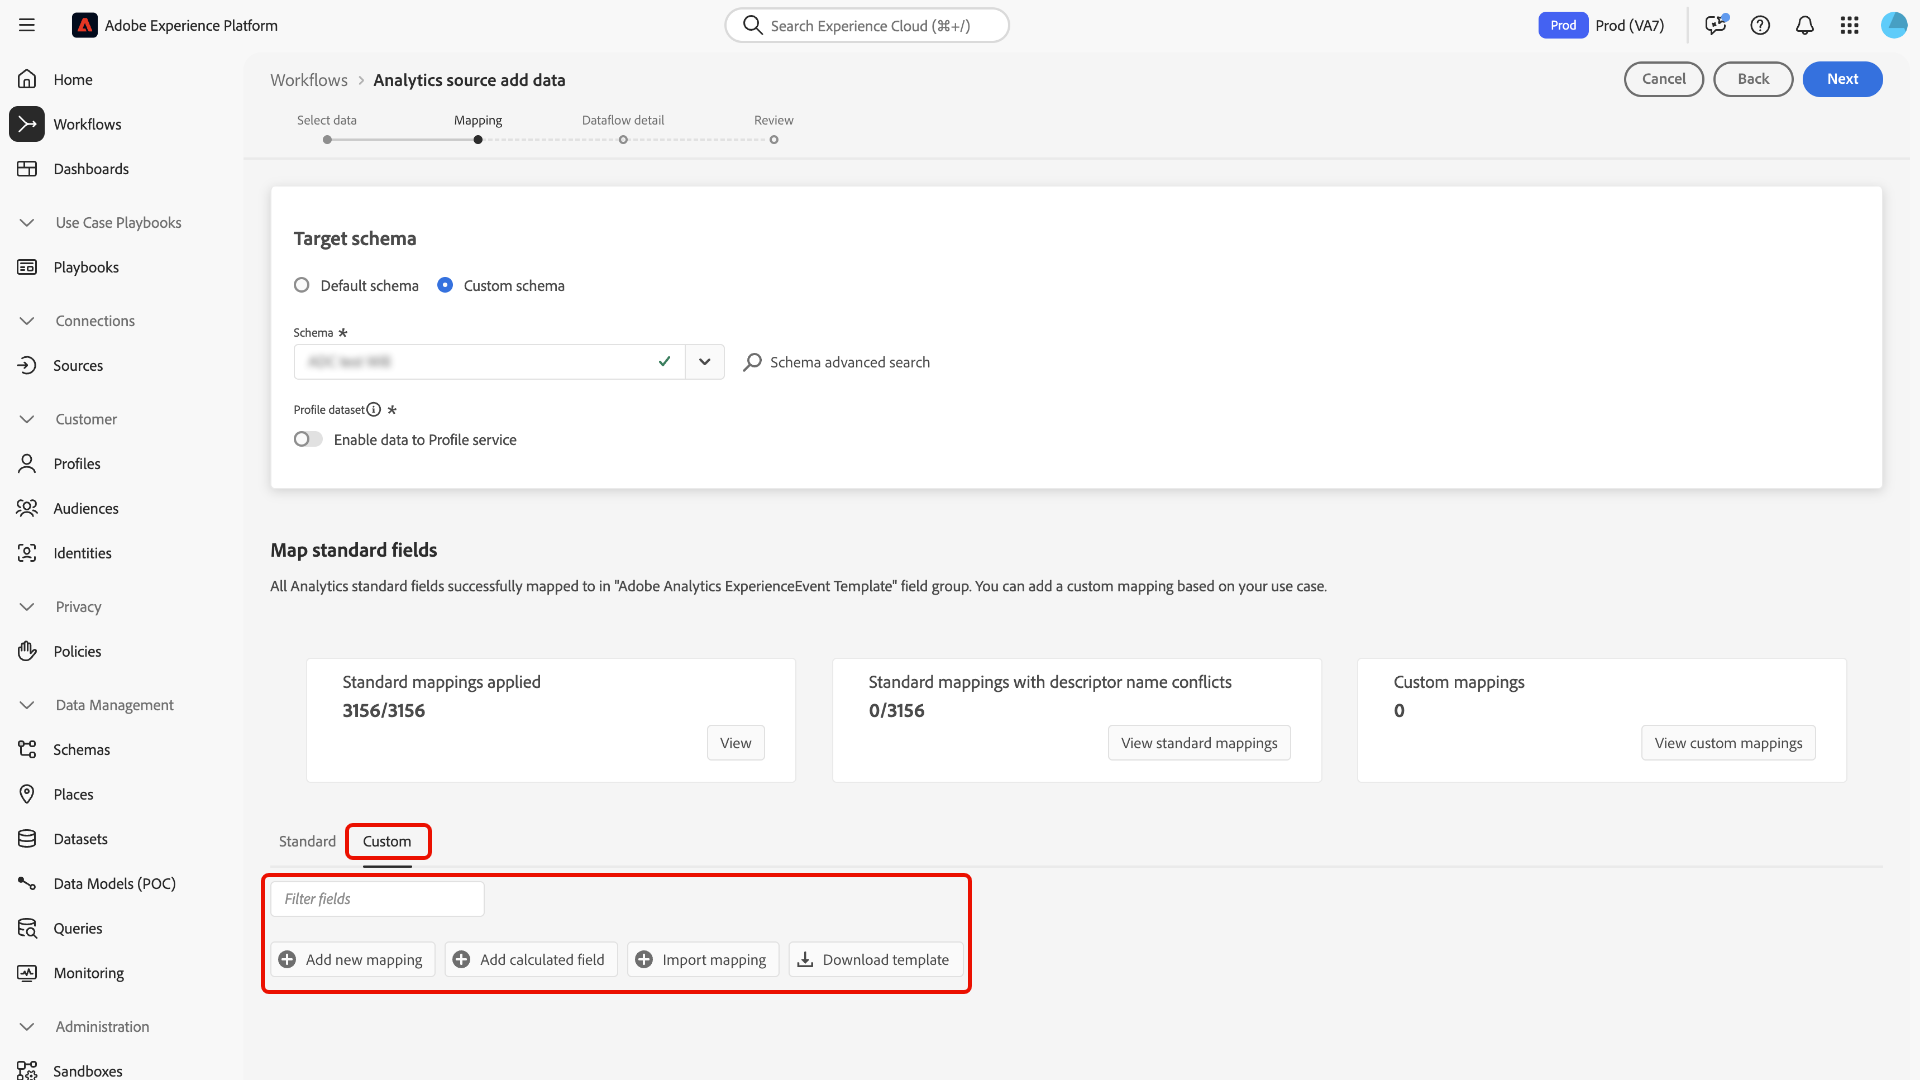 Adobe Experience Platform
Search Experience Cloud (⌘+/)
Prod
Prod (VA7)
Home
Workflows
Dashboards
Use Case Playbooks
Playbooks
Connections
Sources
Customer
Profiles
Audiences
Identities
Privacy
Policies
Data Management
Schemas
Places
Datasets
Data Models (POC)
Queries
Monitoring
Administration
Sandboxes
Workflows > Analytics source add data
Cancel
Back
Next
Select data
Mapping
Dataflow detail
Review
Target schema
Default schema
Custom schema
Schema *
Schema advanced search
Profile dataset *
Enable data to Profile service
Map standard fields
All Analytics standard fields successfully mapped to in "Adobe Analytics ExperienceEvent Template" field group. You can add a custom mapping based on your use case.
Standard mappings applied
3156/3156
View
Standard mappings with descriptor name conflicts
0/3156
View standard mappings
Custom mappings
0
View custom mappings
Standard
Custom
Filter fields
Add new mapping
Add calculated field
Import mapping
Download template